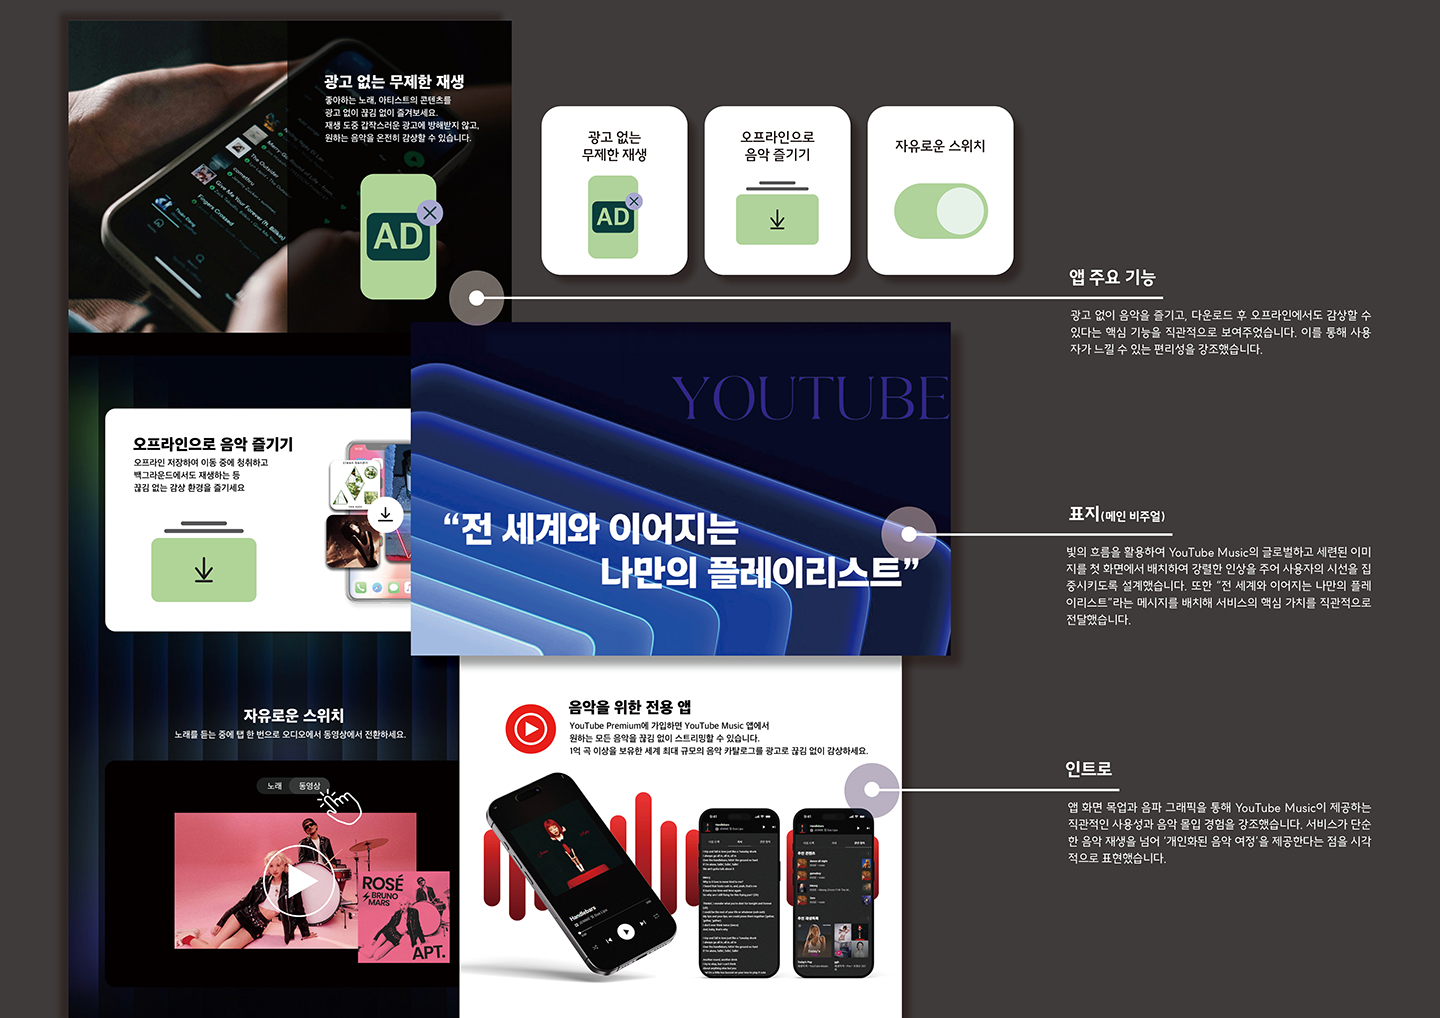 광고 없는 무제한 재생
좋아하는 노래, 아티스트의 콘텐츠를
광고 없이 끊김 없이 즐겨보세요.
재생 도중 갑작스러운 광고에 방해받지 않고,
원하는 음악을 온전히 감상할 수 있습니다.
The Outsider
comethru
Give Me Your Forever (ft. Billkin)
Fingers Crossed
AD
광고 없는
무제한 재생
AD
오프라인으로
음악 즐기기
자유로운 스위치
앱 주요 기능
광고 없이 음악을 즐기고, 다운로드 후 오프라인에서도 감상할 수
있다는 핵심 기능을 직관적으로 보여주었습니다. 이를 통해 사용
자가 느낄 수 있는 편리성을 강조했습니다.
오프라인으로 음악 즐기기
오프라인 저장하여 이동 중에 청취하고
백그라운드에서도 재생하는 등
끊김 없는 감상 환경을 즐기세요
YOUTUBE
“전 세계와 이어지는
나만의 플레이리스트”
표지(메인 비주얼)
빛의 흐름을 활용하여 YouTube Music의 글로벌하고 세련된 이미
지를 첫 화면에서 배치하여 강렬한 인상을 주어 사용자의 시선을 집
중시키도록 설계했습니다. 또한 “전 세계와 이어지는 나만의 플레
이리스트”라는 메시지를 배치해 서비스의 핵심 가치를 직관적으로
전달했습니다.
자유로운 스위치
노래를 듣는 중에 탭 한 번으로 오디오에서 동영상에서 전환하세요.
노래 동영상
ROSÉ
BRUNO
MARS
APT.
음악을 위한 전용 앱
YouTube Premium에 가입하면 YouTube Music 앱에서
원하는 모든 음악을 끊김 없이 스트리밍할 수 있습니다.
1억 곡 이상을 보유한 세계 최대 규모의 음악 카탈로그를 광고로 끊김 없이 감상하세요.
Handlebars
인트로
앱 화면 목업과 음파 그래픽을 통해 YouTube Music이 제공하는
직관적인 사용성과 음악 몰입 경험을 강조했습니다. 서비스가 단순
한 음악 재생을 넘어 ‘개인화된 음악 여정’을 제공한다는 점을 시각
적으로 표현했습니다.